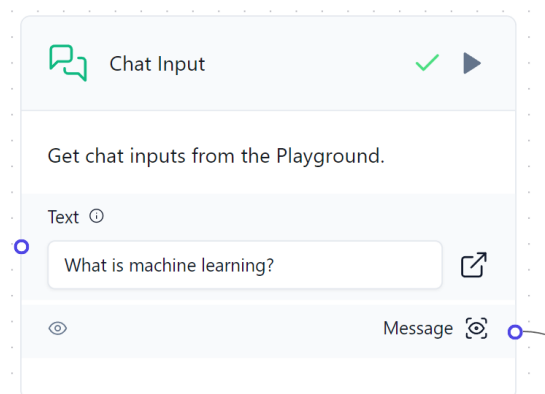 Chat Input
Get chat inputs from the Playground.
Text
What is machine learning?
Message